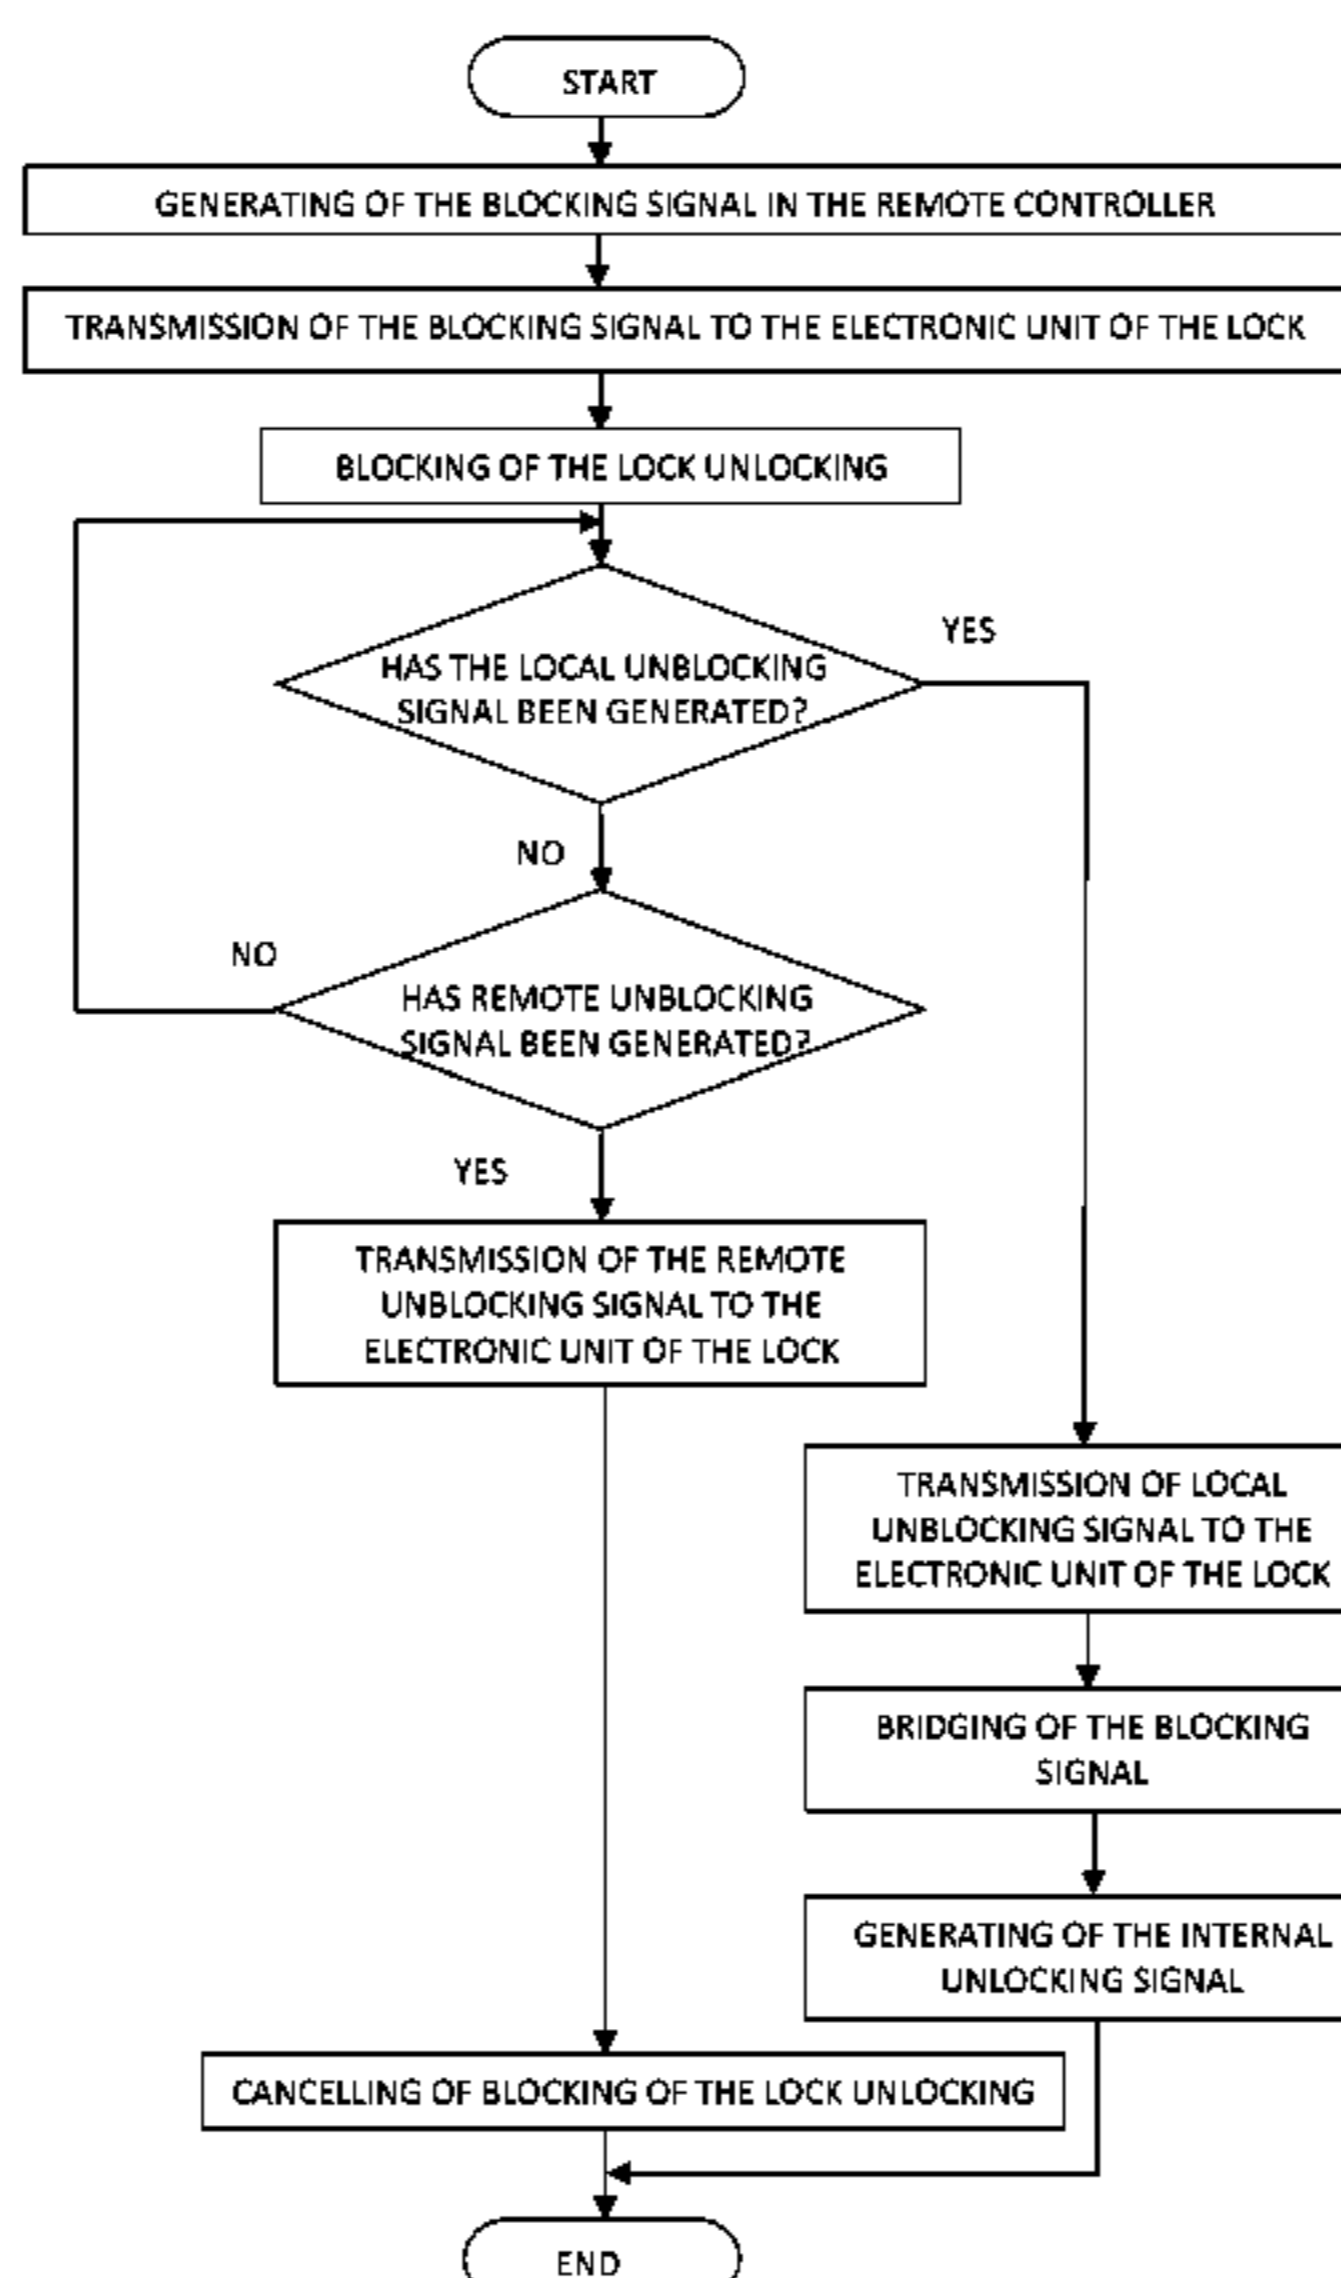 START
GENERATING OF THE BLOCKING SIGNAL IN THE REMOTE CONTROLLER
TRANSMISSION OF THE BLOCKING SIGNAL TO THE ELECTRONIC UNIT OF THE LOCK
BLOCKING OF THE LOCK UNLOCKING
YES
HAS THE LOCAL UNBLOCKING
SIGNAL BEEN GENERATED?
NO
NO
HAS REMOTE UNBLOCKING
SIGNAL BEEN GENERATED?
YES
TRANSMISSION OF THE REMOTE
UNBLOCKING SIGNAL TO THE
ELECTRONIC UNIT OF THE LOCK
TRANSMISSION OF LOCAL
UNBLOCKING SIGNAL TO THE
ELECTRONIC UNIT OF THE LOCK
BRIDGING OF THE BLOCKING
SIGNAL
GENERATING OF THE INTERNAL
UNLOCKING SIGNAL
CANCELLING OF BLOCKING OF THE LOCK UNLOCKING
END